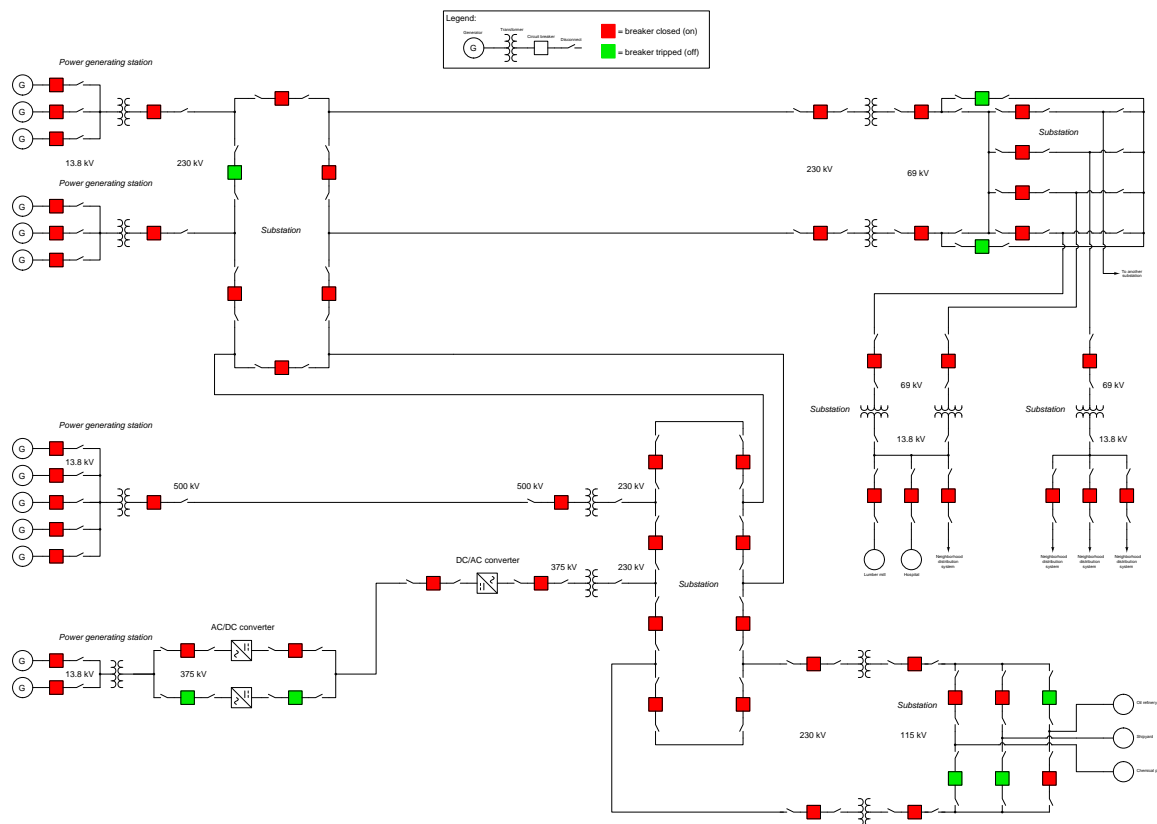 Legend:
Generator
Transformer
Circuit breaker
Disconnect
G
= breaker closed (on)
= breaker tripped (off)
Power generating station
G
G
G
13.8 kV
230 kV
230 kV
69 kV
Substation
Power generating station
G
G
G
Substation
To another
substation
69 kV
69 kV
Substation
Substation
13.8 kV
13.8 kV
Power generating station
G
13.8 kV
G
G
G
G
500 kV
500 kV
230 kV
Lumber mill
Hospital
Neighborhood
distribution
system
Neighborhood
distribution
system
Neighborhood
distribution
system
Neighborhood
distribution
system
DC/AC converter
375 kV
230 kV
Substation
Power generating station
AC/DC converter
G
G
13.8 kV
375 kV
Substation
230 kV
115 kV
Oil refinery
Shipyard
Chemical p